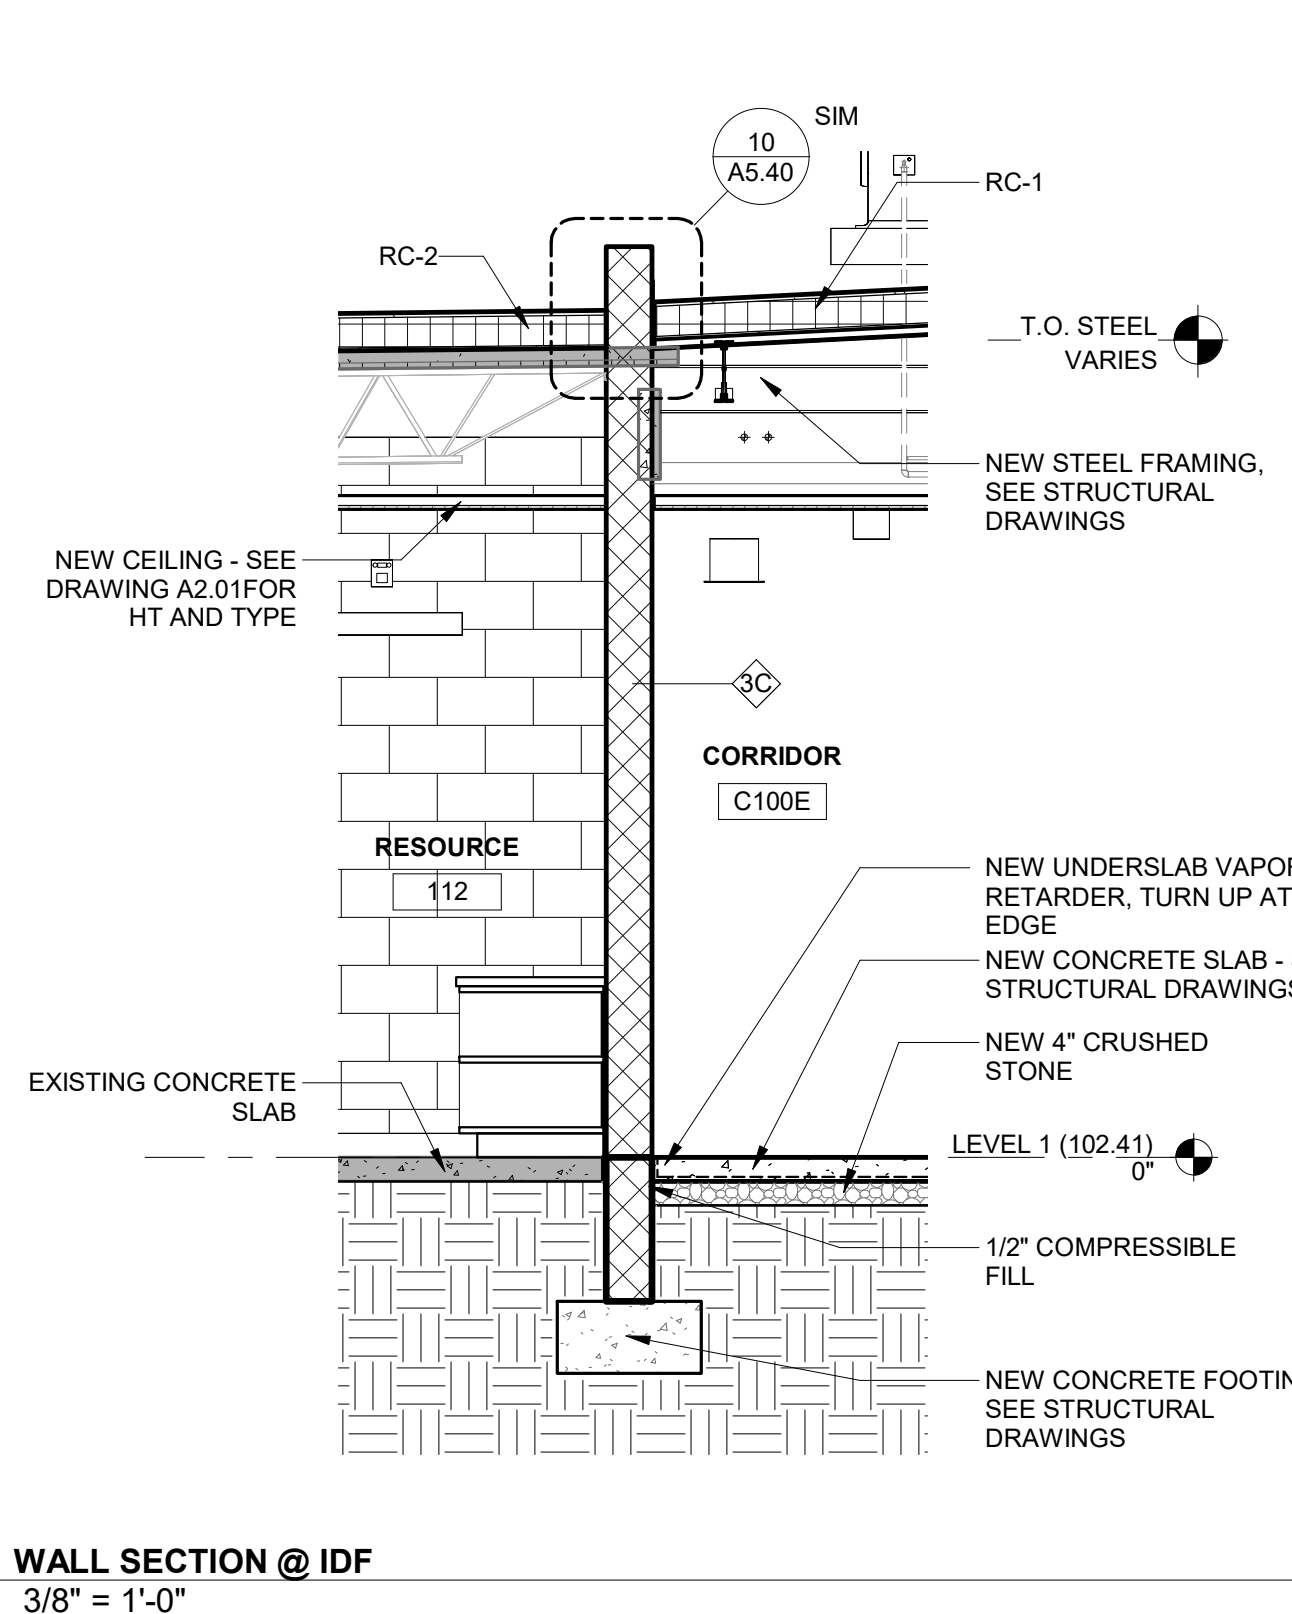 SIM
10
A5.40
RC-1
RC-2
T.O. STEEL
VARIES
NEW STEEL FRAMING,
SEE STRUCTURAL
DRAWINGS
NEW CEILING - SEE
DRAWING A2.01FOR
HT AND TYPE
3C
CORRIDOR
C100E
RESOURCE
112
NEW UNDERSLAB
RETARDER, TURN UP AT
EDGE
NEW CONCRETE SLAB -
STRUCTURAL
NEW 4" CRUSHED
STONE
EXISTING CONCRETE
SLAB
LEVEL 1 (102.41)
0"
1/2" COMPRESSIBLE
FILL
NEW CONCRETE
SEE STRUCTURAL
DRAWINGS
WALL SECTION @ IDF
3/8" = 1'-0"